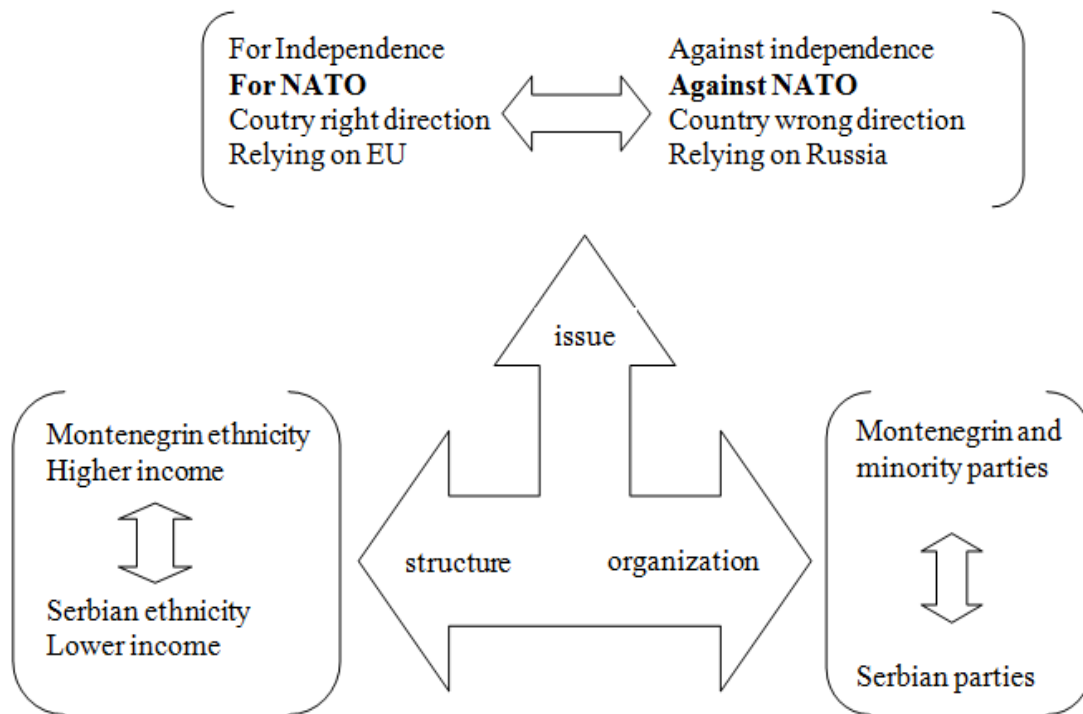 For Independence
For NATO
Coutry right direction
Relying on EU
Against independence
Against NATO
Country wrong direction
Relying on Russia
issue
Montenegrin ethnicity
Higher income
Serbian ethnicity
Lower income
structure
organization
Montenegrin and
minority parties
Serbian parties